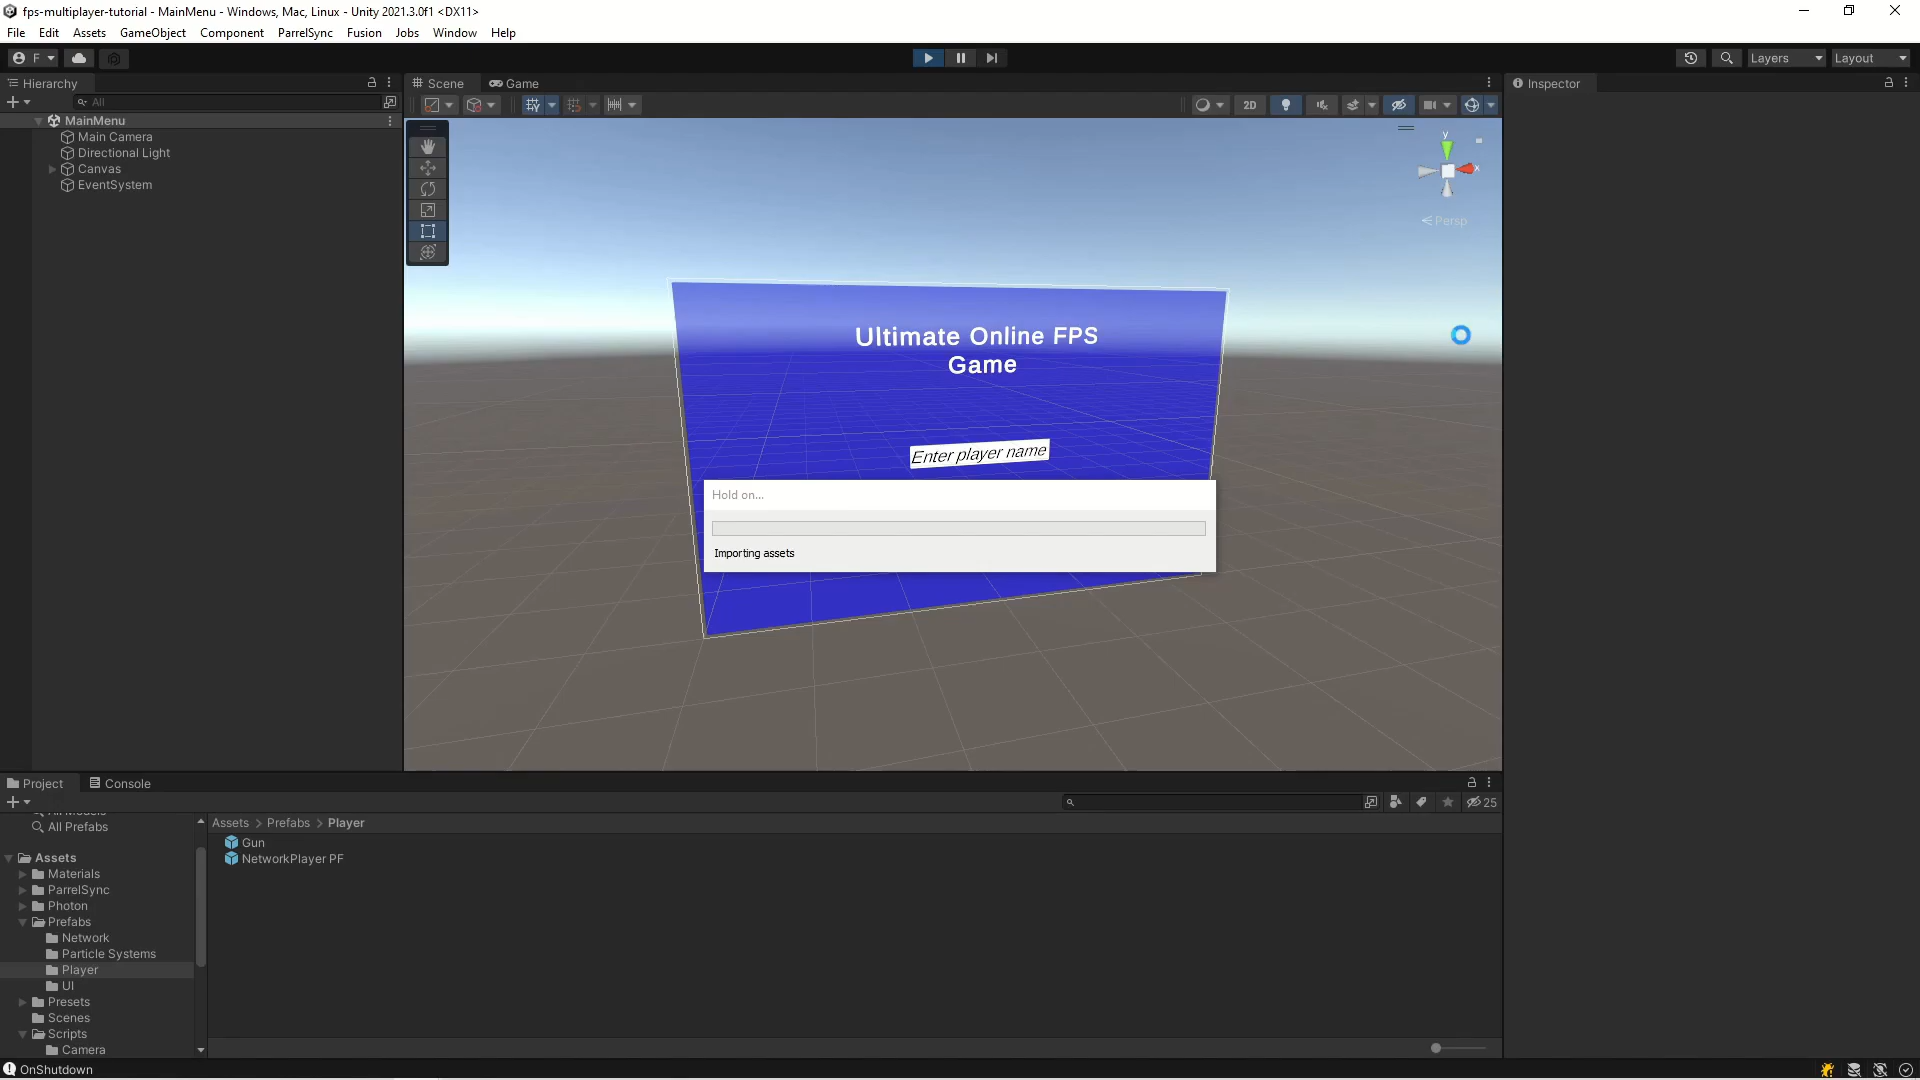 fps-multiplayer-tutorial - MainMenu - Windows, Mac, Linux - Unity 2021.3.0f1 <DX11>
File Edit Assets GameObject Component ParrelSync Fusion Jobs Window Help
F
Layers
Layout
Hierarchy
Scene
Game
Inspector
All
2D
MainMenu
Main Camera
Directional Light
Canvas
EventSystem
y
x
Persp
Ultimate Online FPS
Game
Enter player name
Hold on...
Importing assets
Project
Console
25
All Models
All Prefabs
Assets > Prefabs > Player
Gun
NetworkPlayer PF
Assets
Materials
ParrelSync
Photon
Prefabs
Network
Particle Systems
Player
UI
Presets
Scenes
Scripts
Camera
OnShutdown